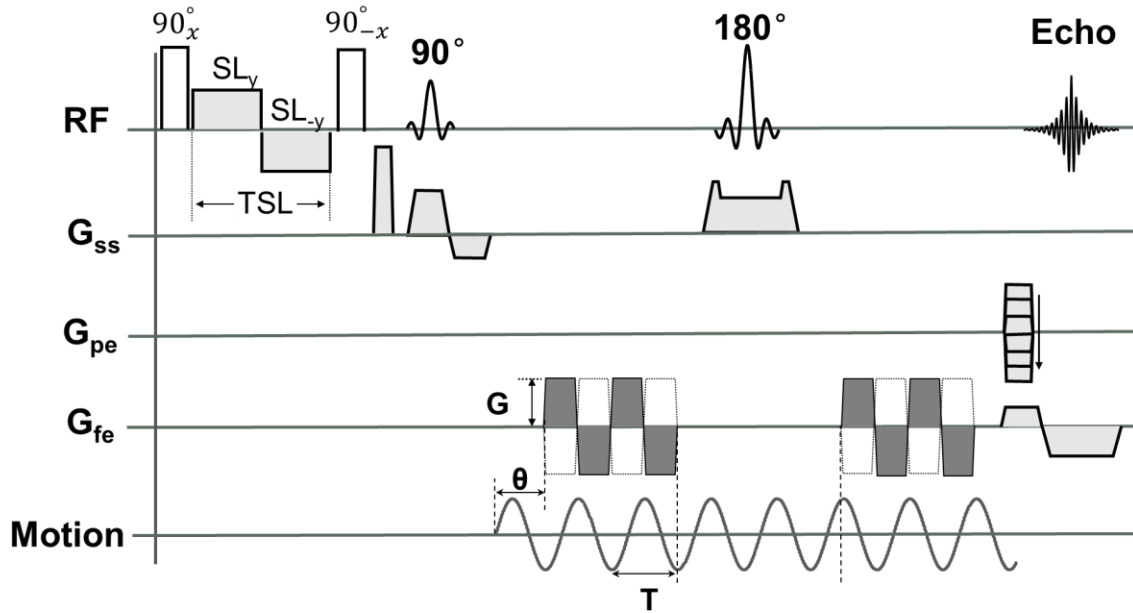 90°x
90°-x
90°
180°
Echo
SLy
SL-y
RF
TSL
Gss
Gpe
G
Gfe
θ
Motion
T